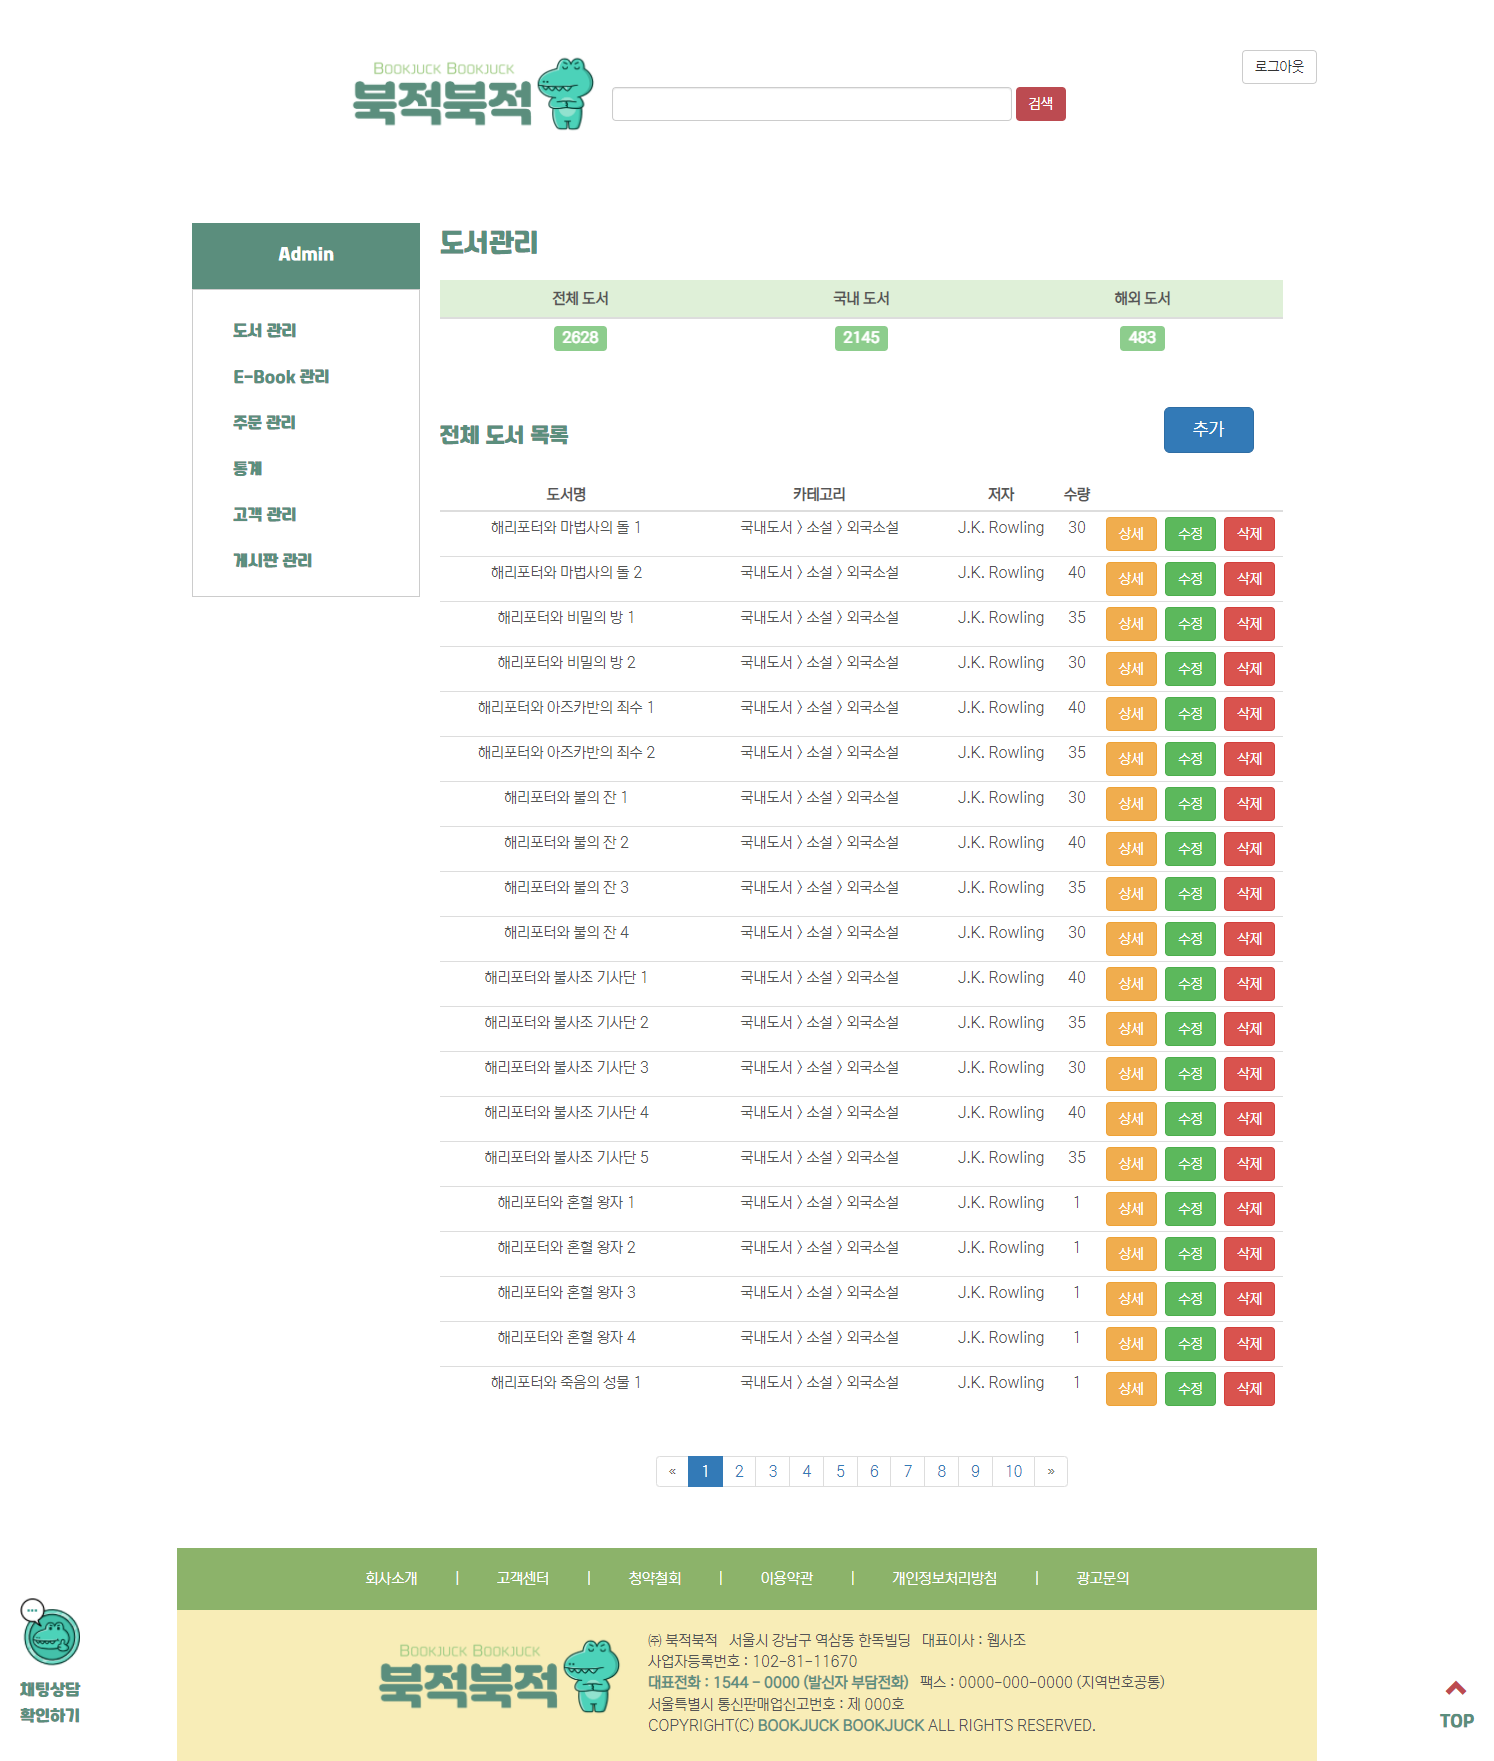 로그아웃
BOOKJUCK BOOKJUCK
북적북적
검색
Admin
도서 관리
E-Book 관리
주문 관리
통계
고객 관리
게시판 관리
도서관리
전체 도서 국내 도서 해외 도서
2628 2145 483
전체 도서 목록 추가
도서명 카테고리 저자 수량
해리포터와 마법사의 돌 1 국내도서 > 소설 > 외국소설 J.K. Rowling 30 상세 수정 삭제
해리포터와 마법사의 돌 2 국내도서 > 소설 > 외국소설 J.K. Rowling 40 상세 수정 삭제
해리포터와 비밀의 방 1 국내도서 > 소설 > 외국소설 J.K. Rowling 35 상세 수정 삭제
해리포터와 비밀의 방 2 국내도서 > 소설 > 외국소설 J.K. Rowling 30 상세 수정 삭제
해리포터와 아즈카반의 죄수 1 국내도서 > 소설 > 외국소설 J.K. Rowling 40 상세 수정 삭제
해리포터와 아즈카반의 죄수 2 국내도서 > 소설 > 외국소설 J.K. Rowling 35 상세 수정 삭제
해리포터와 불의 잔 1 국내도서 > 소설 > 외국소설 J.K. Rowling 30 상세 수정 삭제
해리포터와 불의 잔 2 국내도서 > 소설 > 외국소설 J.K. Rowling 40 상세 수정 삭제
해리포터와 불의 잔 3 국내도서 > 소설 > 외국소설 J.K. Rowling 35 상세 수정 삭제
해리포터와 불의 잔 4 국내도서 > 소설 > 외국소설 J.K. Rowling 30 상세 수정 삭제
해리포터와 불사조 기사단 1 국내도서 > 소설 > 외국소설 J.K. Rowling 40 상세 수정 삭제
해리포터와 불사조 기사단 2 국내도서 > 소설 > 외국소설 J.K. Rowling 35 상세 수정 삭제
해리포터와 불사조 기사단 3 국내도서 > 소설 > 외국소설 J.K. Rowling 30 상세 수정 삭제
해리포터와 불사조 기사단 4 국내도서 > 소설 > 외국소설 J.K. Rowling 40 상세 수정 삭제
해리포터와 불사조 기사단 5 국내도서 > 소설 > 외국소설 J.K. Rowling 35 상세 수정 삭제
해리포터와 혼혈 왕자 1 국내도서 > 소설 > 외국소설 J.K. Rowling 1 상세 수정 삭제
해리포터와 혼혈 왕자 2 국내도서 > 소설 > 외국소설 J.K. Rowling 1 상세 수정 삭제
해리포터와 혼혈 왕자 3 국내도서 > 소설 > 외국소설 J.K. Rowling 1 상세 수정 삭제
해리포터와 혼혈 왕자 4 국내도서 > 소설 > 외국소설 J.K. Rowling 1 상세 수정 삭제
해리포터와 죽음의 성물 1 국내도서 > 소설 > 외국소설 J.K. Rowling 1 상세 수정 삭제
« 1 2 3 4 5 6 7 8 9 10 »
회사소개 | 고객센터 | 청약철회 | 이용약관 | 개인정보처리방침 | 광고문의
BOOKJUCK BOOKJUCK
북적북적
㈜ 북적북적 서울시 강남구 역삼동 한독빌딩 대표이사 : 웹사조
사업자등록번호 : 102-81-11670
대표전화 : 1544 - 0000 (발신자 부담전화) 팩스 : 0000-000-0000 (지역번호공통)
서울특별시 통신판매업신고번호 : 제 000호
COPYRIGHT(C) BOOKJUCK BOOKJUCK ALL RIGHTS RESERVED.
채팅상담
확인하기
TOP